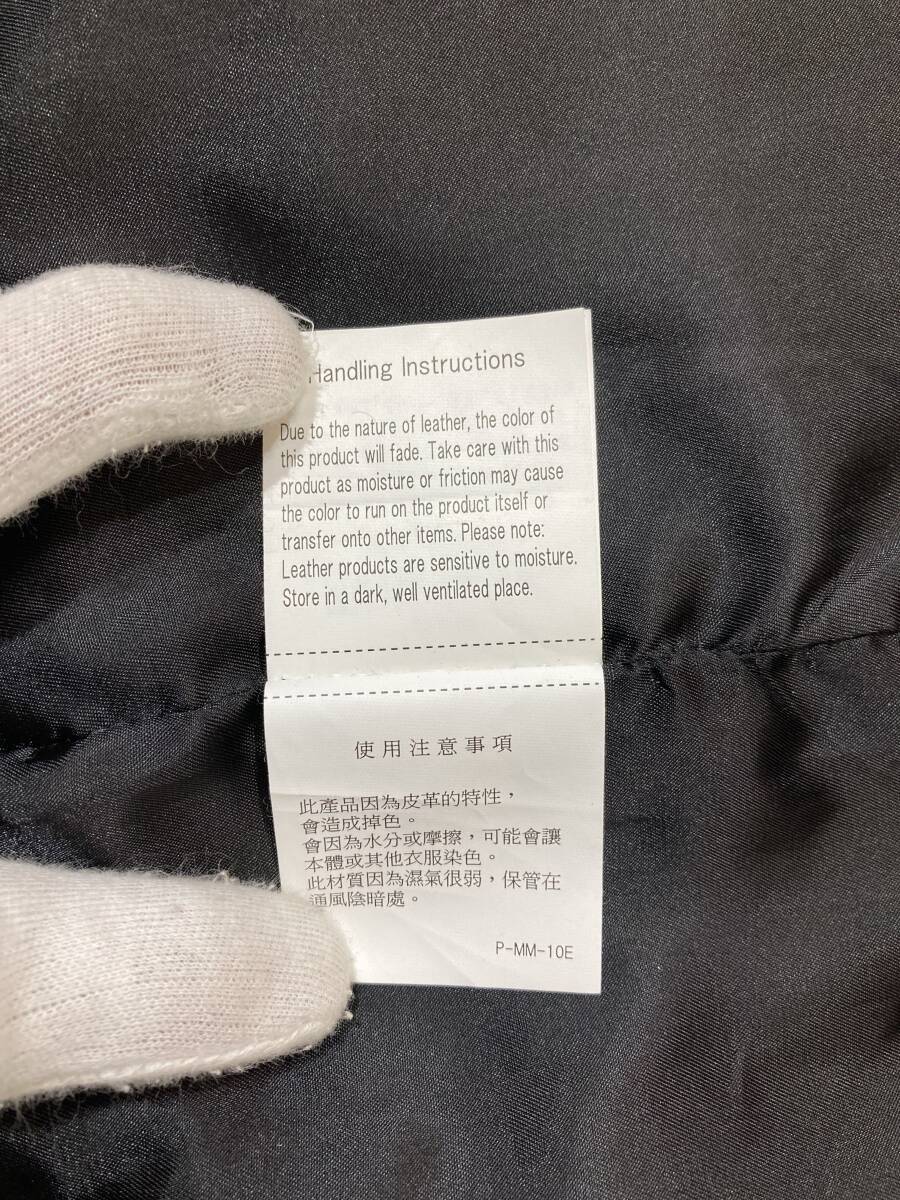 Handling Instructions
Due to the nature of leather, the color of
this product will fade. Take care with this
product as moisture or friction may cause
the color to run on the product itself or
transfer onto other items. Please note:
Leather products are sensitive to moisture.
Store in a dark, well ventilated place.
使用注意事項
此產品因為皮革的特性，
會造成掉色。
會因為水分或摩擦，可能會讓
本體或其他衣服染色。
此材質因為濕氣很弱，保管在
通風陰暗處。
P-MM-10E